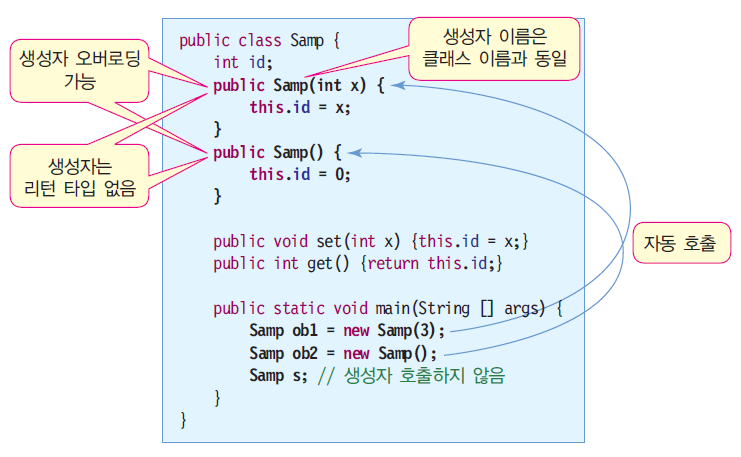 생성자 오버로딩
가능
생성자 이름은
클래스 이름과 동일
생성자는
리턴 타입 없음
자동 호출
public class Samp {
int id;
public Samp(int x) {
this.id = x;
}
public Samp() {
this.id = 0;
}
public void set(int x) {this.id = x;}
public int get() {return this.id;}
public static void main(String [] args) {
Samp ob1 = new Samp(3);
Samp ob2 = new Samp();
Samp s; // 생성자 호출하지 않음
}
}